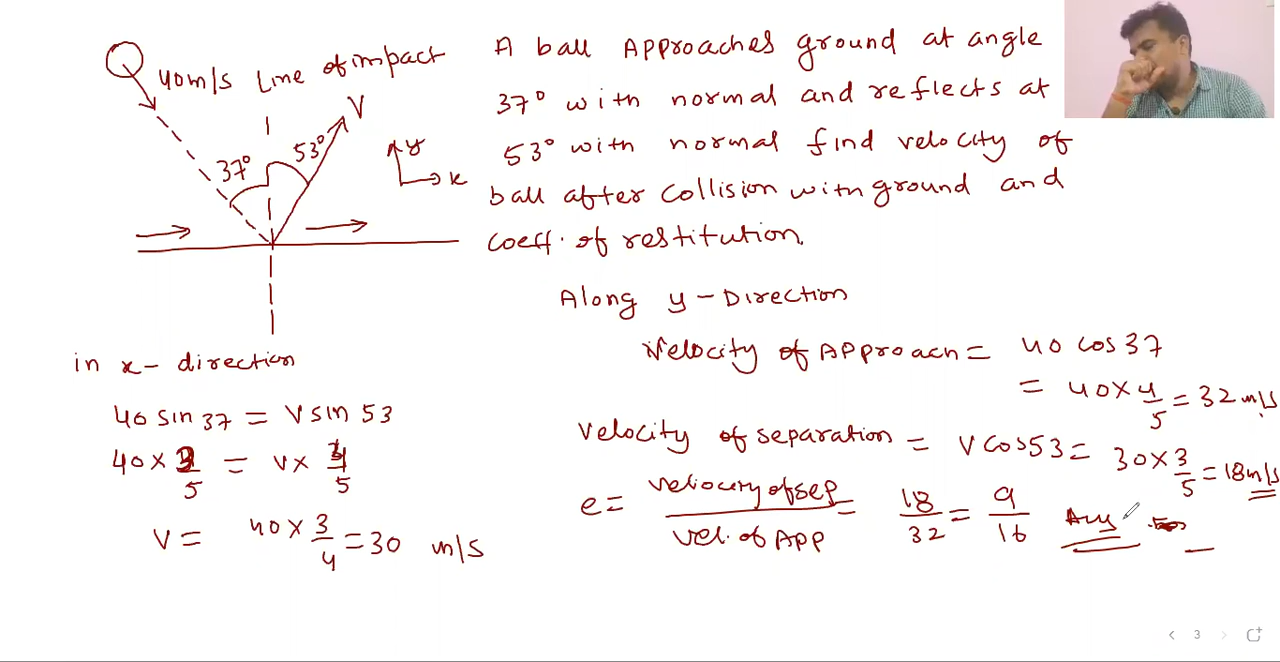 40m/s Line of impact
37° 53° V
y
x
A ball Approaches ground at angle
37° with normal and reflects at
53° with normal find velocity of
ball after collision with ground and
coeff. of restitution.
in x- direction
40 sin 37 = V sin 53
40 × 3/5 = V × 4/5
V = 40 × 3/4 = 30 m/s
Along y-Direction
Velocity of Approach = 40 cos 37
= 40 × 4/5 = 32 m/s
Velocity of separation = V cos 53 = 30 × 3/5 = 18 m/s
e = Velocity of sep / Vel. of App = 18/32 = 9/16 Ans
3